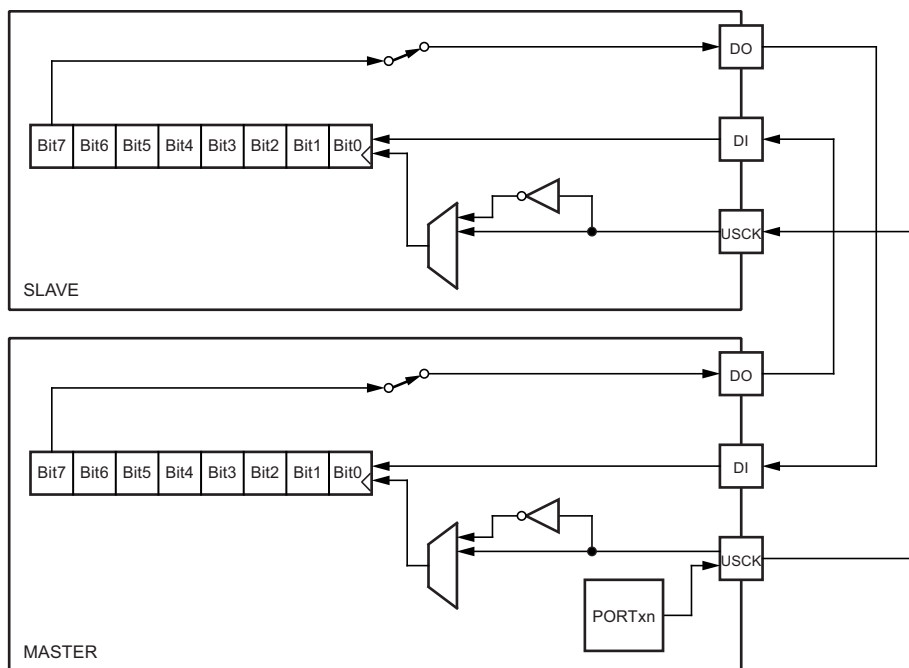 DO
Bit7 Bit6 Bit5 Bit4 Bit3 Bit2 Bit1 Bit0
DI
USCK
SLAVE
DO
Bit7 Bit6 Bit5 Bit4 Bit3 Bit2 Bit1 Bit0
DI
USCK
PORTxn
MASTER